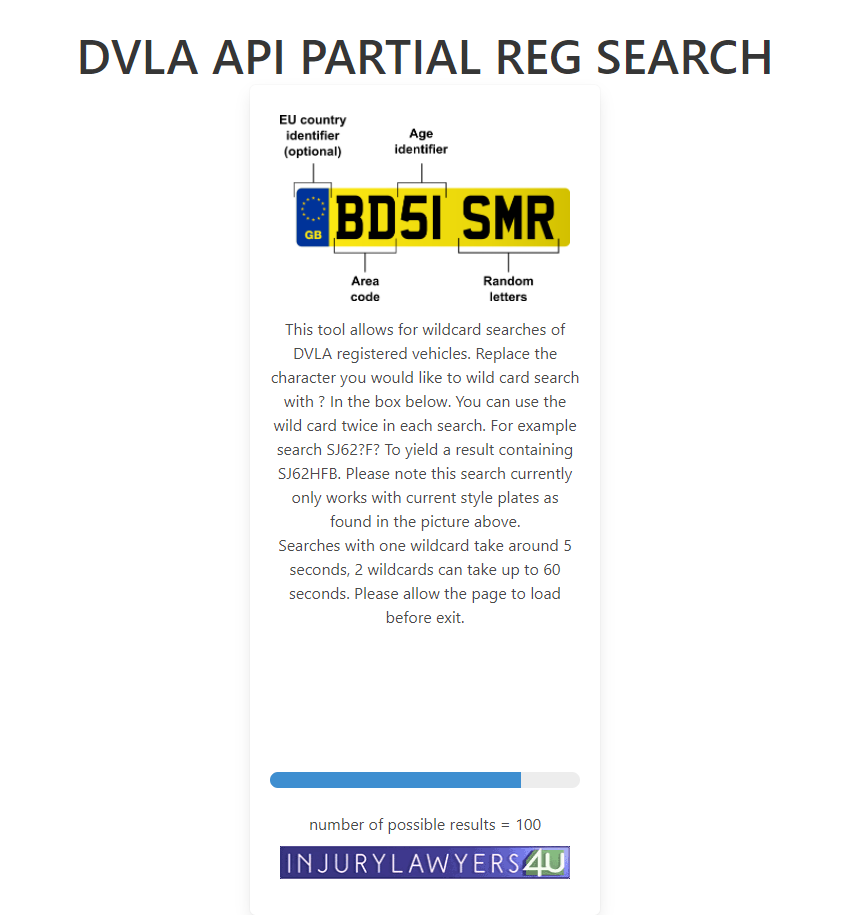 DVLA API PARTIAL REG SEARCH
EU country
identifier
(optional)
Age
identifier
GB
BD51 SMR
Area
code
Random
letters
This tool allows for wildcard searches of
DVLA registered vehicles. Replace the
character you would like to wild card search
with ? In the box below. You can use the
wild card twice in each search. For example
search SJ62?F? To yield a result containing
SJ62HFB. Please note this search currently
only works with current style plates as
found in the picture above.
Searches with one wildcard take around 5
seconds, 2 wildcards can take up to 60
seconds. Please allow the page to load
before exit.
number of possible results = 100
INJURYLAWYERS4U